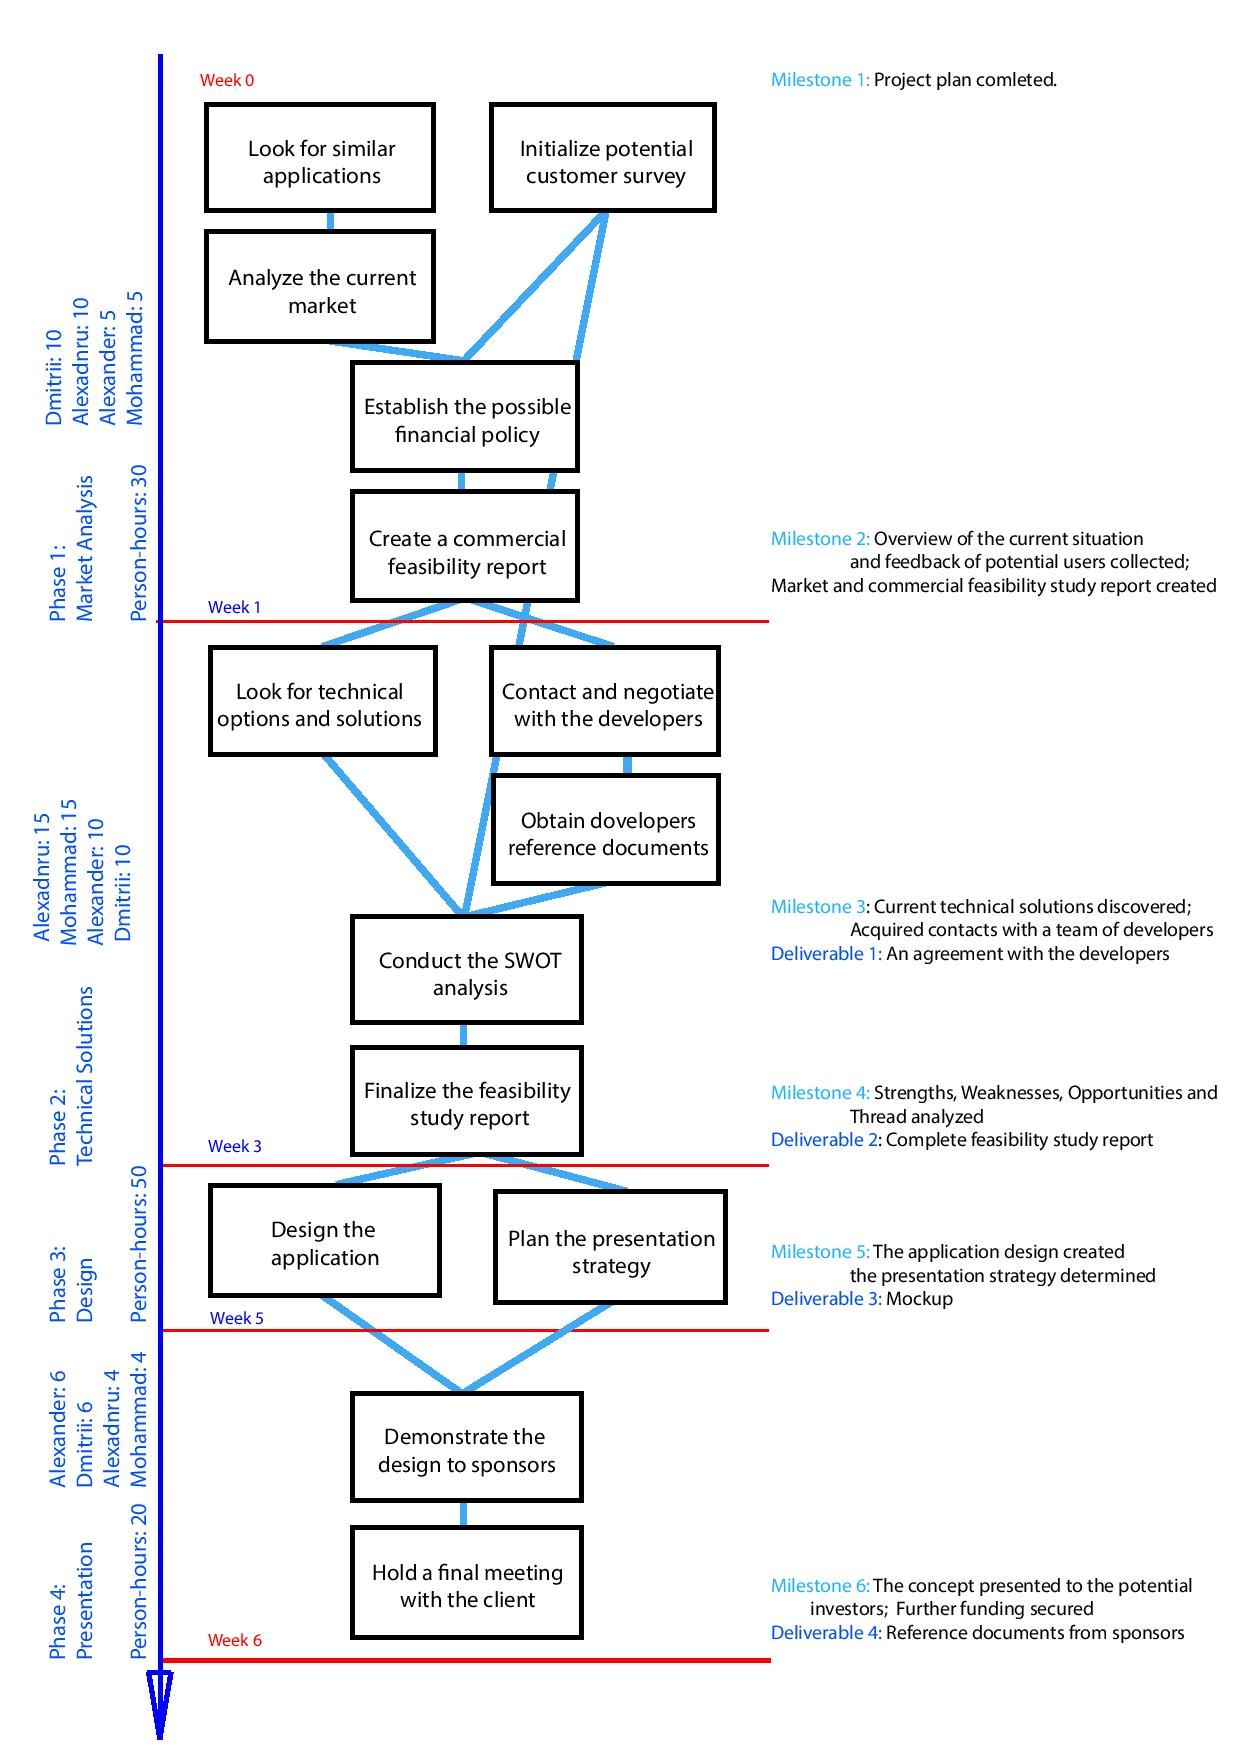 Week 0
Milestone 1: Project plan comleted.
Look for similar
applications
Initialize potential
customer survey
Analyze the current
market
Dmitrii: 10
Alexadnru: 10
Alexander: 5
Mohammad: 5
Establish the possible
financial policy
Phase 1:
Market Analysis
Person-hours: 30
Create a commercial
feasibility report
Milestone 2: Overview of the current situation
and feedback of potential users collected;
Market and commercial feasibility study report created
Week 1
Look for technical
options and solutions
Contact and negotiate
with the developers
Alexadnru: 15
Mohammad: 15
Alexander: 10
Dmitrii: 10
Obtain dovelopers
reference documents
Milestone 3: Current technical solutions discovered;
Acquired contacts with a team of developers
Deliverable 1: An agreement with the developers
Conduct the SWOT
analysis
Phase 2:
Technical Solutions
Finalize the feasibility
study report
Milestone 4: Strengths, Weaknesses, Opportunities and
Thread analyzed
Deliverable 2: Complete feasibility study report
Week 3
Phase 3:
Design
Person-hours: 50
Design the
application
Plan the presentation
strategy
Milestone 5: The application design created
the presentation strategy determined
Deliverable 3: Mockup
Week 5
Alexander: 6
Dmitrii: 6
Alexadnru: 4
Mohammad: 4
Demonstrate the
design to sponsors
Phase 4:
Presentation
Person-hours: 20
Hold a final meeting
with the client
Milestone 6: The concept presented to the potential
investors; Further funding secured
Deliverable 4: Reference documents from sponsors
Week 6